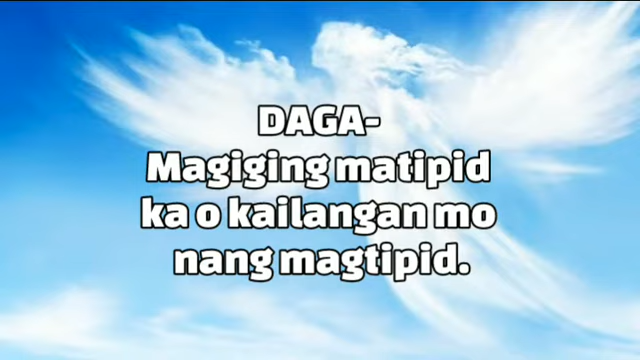 DAGA-
Magiging matipid
ka o kailangan mo
nang magtipid.